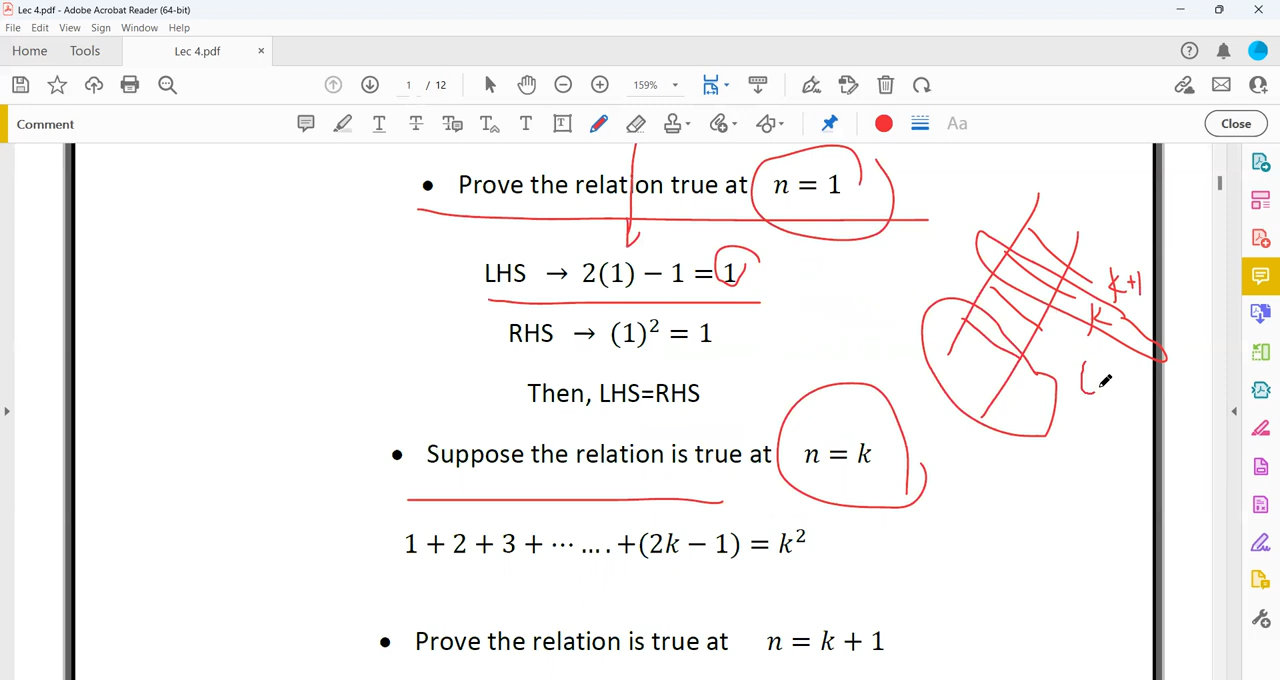 Lec 4.pdf - Adobe Acrobat Reader (64-bit)
File Edit View Sign Window Help
Home Tools Lec 4.pdf ×
1 / 12 159%
Comment Aa Close
• Prove the relation true at n = 1
LHS → 2(1) − 1 = 1
RHS → (1)² = 1
Then, LHS=RHS
k+1
k
• Suppose the relation is true at n = k
1 + 2 + 3 + ⋯ … . +(2k − 1) = k²
• Prove the relation is true at n = k + 1